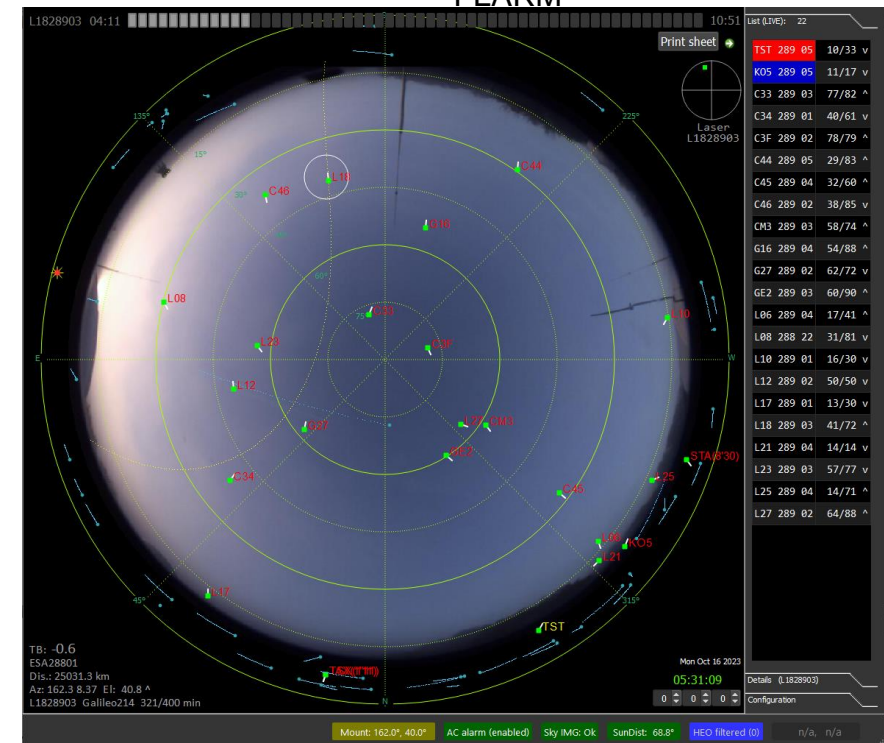 L1828903 04:11
10:51
Print sheet
Laser
L1828903
135°
225°
15°
30°
60°
75°
E
W
45°
315°
N
C46
L18
C44
G16
L08
L10
L23
L12
G27
L27
CM3
GE2
STA(8'30)
C34
C45
L25
L06
KO5
L21
L17
TST
TB: -0.6
ESA28801
Dis.: 25031.3 km
Az: 162.3 8.37 El: 40.8 ^
L1828903 Galileo214 321/400 min
Mon Oct 16 2023
05:31:09
0 0 0
List (LIVE): 22
TST 289 05 10/33 v
KO5 289 05 11/17 v
C33 289 03 77/82 ^
C34 289 01 40/61 v
C3F 289 02 78/79 ^
C44 289 05 29/83 ^
C45 289 04 32/60 ^
C46 289 02 38/85 v
CM3 289 03 58/74 ^
G16 289 04 54/88 ^
G27 289 02 62/72 v
GE2 289 03 60/90 ^
L06 289 04 17/41 ^
L08 288 22 31/81 v
L10 289 01 16/30 v
L12 289 02 50/50 v
L17 289 01 13/30 v
L18 289 03 41/72 ^
L21 289 04 14/14 v
L23 289 03 57/77 v
L25 289 04 14/71 ^
L27 289 02 64/88 ^
Details (L1828903)
Configuration
Mount: 162.0°, 40.0°
AC alarm (enabled)
Sky IMG: Ok
SunDist: 68.8°
HEO filtered (0)
n/a, n/a